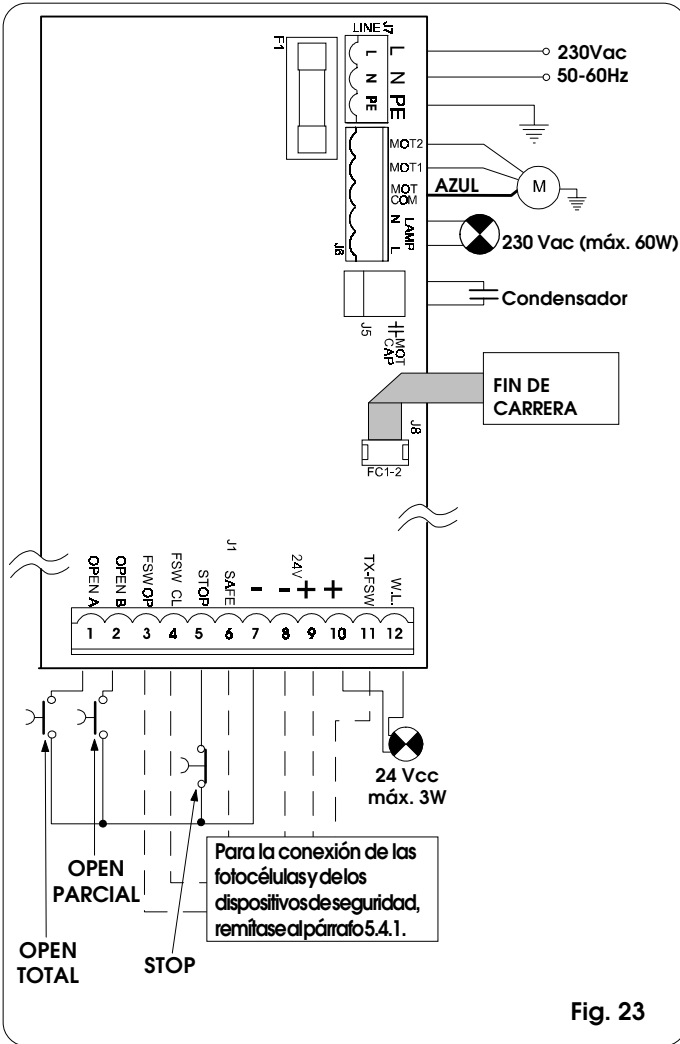 LINE
J7
F1
L
N
PE
L
N
PE
230Vac
50-60Hz
MOT2
MOT1
MOT
COM
AZUL
M
N
L
LAMP
J6
230 Vac (máx. 60W)
Condensador
J5
MOT
CAP
FIN DE
CARRERA
J8
FC1-2
OPEN A
OPEN B
FSW OP
FSW CL
STOP
J1
SAFE
-
-
24V
+
+
TX-FSW
W.L.
1 2 3 4 5 6 7 8 9 10 11 12
24 Vcc
máx. 3W
OPEN
PARCIAL
OPEN
TOTAL
STOP
Para la conexión de las
fotocélulas y de los
dispositivos de seguridad,
remítase al párrafo 5.4.1.
Fig. 23